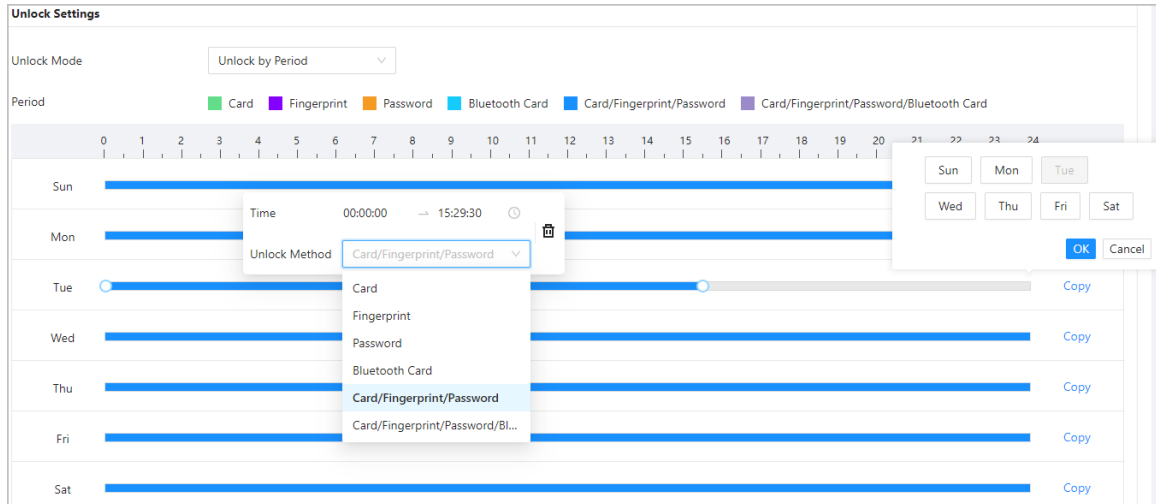 Unlock Settings
Unlock Mode
Unlock by Period
Period
Card
Fingerprint
Password
Bluetooth Card
Card/Fingerprint/Password
Card/Fingerprint/Password/Bluetooth Card
0 1 2 3 4 5 6 7 8 9 10 11 12 13 14 15 16 17 18 19 20 21 22 23 24
Sun
Mon
Tue
Wed
Thu
Fri
Sat
Time 00:00:00 → 15:29:30
Unlock Method Card/Fingerprint/Password
Card
Fingerprint
Password
Bluetooth Card
Card/Fingerprint/Password
Card/Fingerprint/Password/Bl...
Sun Mon Tue
Wed Thu Fri Sat
OK Cancel
Copy
Copy
Copy
Copy
Copy